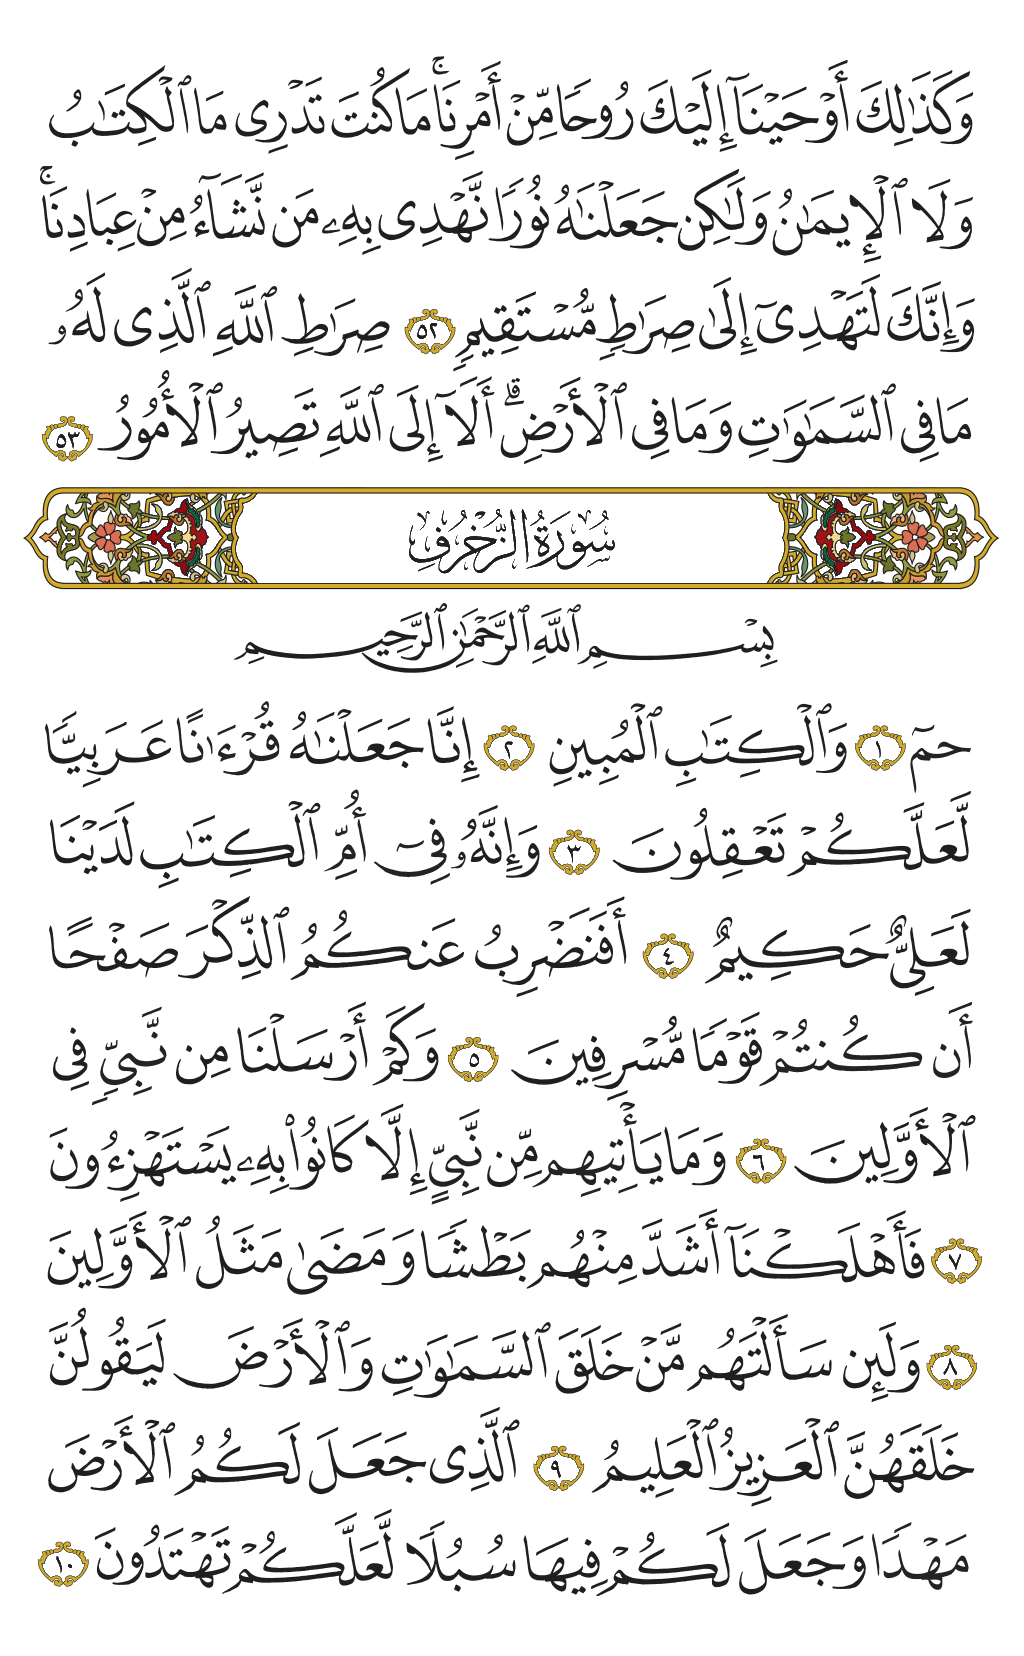 وَكَذَٰلِكَ أَوْحَيْنَآ إِلَيْكَ رُوحًا مِّنْ أَمْرِنَا ۚ مَا كُنتَ تَدْرِى مَا ٱلْكِتَـٰبُ
وَلَا ٱلْإِيمَـٰنُ وَلَـٰكِن جَعَلْنَـٰهُ نُورًا نَّهْدِى بِهِۦ مَن نَّشَآءُ مِنْ عِبَادِنَا ۚ
وَإِنَّكَ لَتَهْدِىٓ إِلَىٰ صِرَٰطٍ مُّسْتَقِيمٍ ٥٢ صِرَٰطِ ٱللَّهِ ٱلَّذِى لَهُۥ
مَا فِى ٱلسَّمَـٰوَٰتِ وَمَا فِى ٱلْأَرْضِ ۗ أَلَآ إِلَى ٱللَّهِ تَصِيرُ ٱلْأُمُورُ ٥٣
سُورَةُ الزُّخْرُفِ
بِسْمِ ٱللَّهِ ٱلرَّحْمَـٰنِ ٱلرَّحِيمِ
حمٓ ١ وَٱلْكِتَـٰبِ ٱلْمُبِينِ ٢ إِنَّا جَعَلْنَـٰهُ قُرْءَٰنًا عَرَبِيًّا
لَّعَلَّكُمْ تَعْقِلُونَ ٣ وَإِنَّهُۥ فِىٓ أُمِّ ٱلْكِتَـٰبِ لَدَيْنَا
لَعَلِىٌّ حَكِيمٌ ٤ أَفَنَضْرِبُ عَنكُمُ ٱلذِّكْرَ صَفْحًا
أَن كُنتُمْ قَوْمًا مُّسْرِفِينَ ٥ وَكَمْ أَرْسَلْنَا مِن نَّبِىٍّ فِى
ٱلْأَوَّلِينَ ٦ وَمَا يَأْتِيهِم مِّن نَّبِىٍّ إِلَّا كَانُوا۟ بِهِۦ يَسْتَهْزِءُونَ
٧ فَأَهْلَكْنَآ أَشَدَّ مِنْهُم بَطْشًا وَمَضَىٰ مَثَلُ ٱلْأَوَّلِينَ
٨ وَلَئِن سَأَلْتَهُم مَّنْ خَلَقَ ٱلسَّمَـٰوَٰتِ وَٱلْأَرْضَ لَيَقُولُنَّ
خَلَقَهُنَّ ٱلْعَزِيزُ ٱلْعَلِيمُ ٩ ٱلَّذِى جَعَلَ لَكُمُ ٱلْأَرْضَ
مَهْدًا وَجَعَلَ لَكُمْ فِيهَا سُبُلًا لَّعَلَّكُمْ تَهْتَدُونَ ١٠